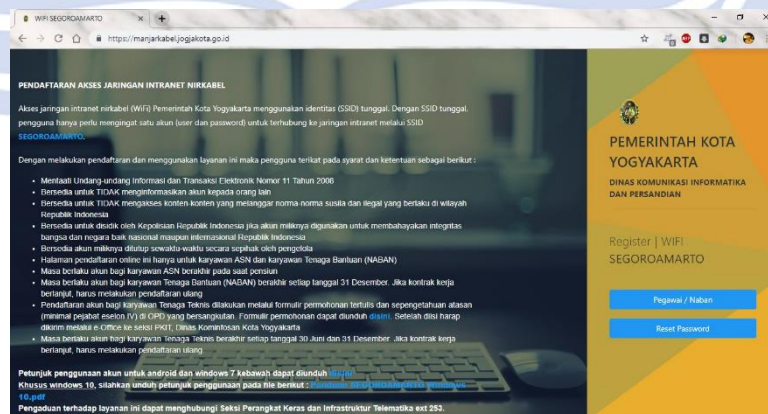 WIFI SEGOROAMARTO
https://manjarkabel.jogjakota.go.id
PENDAFTARAN AKSES JARINGAN INTRANET NIRKABEL
Akses jaringan intranet nirkabel (WiFi) Pemerintah Kota Yogyakarta menggunakan identitas (SSID) tunggal. Dengan SSID tunggal,
pengguna hanya perlu mengingat satu akun (user dan password) untuk terhubung ke jaringan intranet melalui SSID
SEGOROAMARTO.
Dengan melakukan pendaftaran dan menggunakan layanan ini maka pengguna terikat pada syarat dan ketentuan sebagai berikut :
• Mentaati Undang-undang Informasi dan Transaksi Elektronik Nomor 11 Tahun 2008
• Bersedia untuk TIDAK menginformasikan akun kepada orang lain
• Bersedia untuk TIDAK mengakses konten-konten yang melanggar norma-norma susila dan ilegal yang berlaku di wilayah
Republik Indonesia
• Bersedia untuk disidik oleh Kepolisian Republik Indonesia jika akun miliknya digunakan untuk membahayakan integritas
bangsa dan negara baik nasional maupun internasional Republik Indonesia
• Bersedia akun miliknya ditutup sewaktu-waktu secara sepihak oleh pengelola
• Halaman pendaftaran online ini hanya untuk karyawan ASN dan karyawan Tenaga Bantuan (NABAN)
• Masa berlaku akun bagi karyawan ASN berakhir pada saat pensiun
• Masa berlaku akun bagi karyawan Tenaga Bantuan (NABAN) berakhir setiap tanggal 31 Desember. Jika kontrak kerja
berlanjut, harus melakukan pendaftaran ulang
• Pendaftaran akun bagi karyawan Tenaga Teknis dilakukan melalui formulir permohonan tertulis dan sepengetahuan atasan
(minimal pejabat eselon IV) di OPD yang bersangkutan. Formulir permohonan dapat diunduh disini. Setelah diisi harap
dikirim melalui e-Office ke seksi PKIT, Dinas Kominfosan Kota Yogyakarta
• Masa berlaku akun bagi karyawan Tenaga Teknis berakhir setiap tanggal 30 Juni dan 31 Desember. Jika kontrak kerja
berlanjut, harus melakukan pendaftaran ulang
Petunjuk penggunaan akun untuk android dan windows 7 kebawah dapat diunduh disini
Khusus windows 10, silahkan unduh petunjuk penggunaan pada file berikut : Panduan SEGOROAMARTO Windows
10.pdf
Pengaduan terhadap layanan ini dapat menghubungi Seksi Perangkat Keras dan Infrastruktur Telematika ext 253.
PEMERINTAH KOTA
YOGYAKARTA
DINAS KOMUNIKASI INFORMATIKA
DAN PERSANDIAN
Register | WIFI
SEGOROAMARTO
Pegawai / Naban
Reset Password